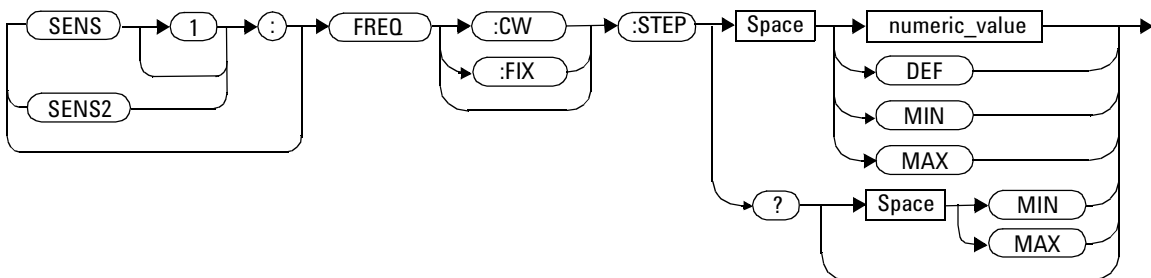 SENS 1 : FREQ :CW :STEP Space numeric_value
:FIX DEF
SENS2 MIN
MAX
? Space MIN
MAX